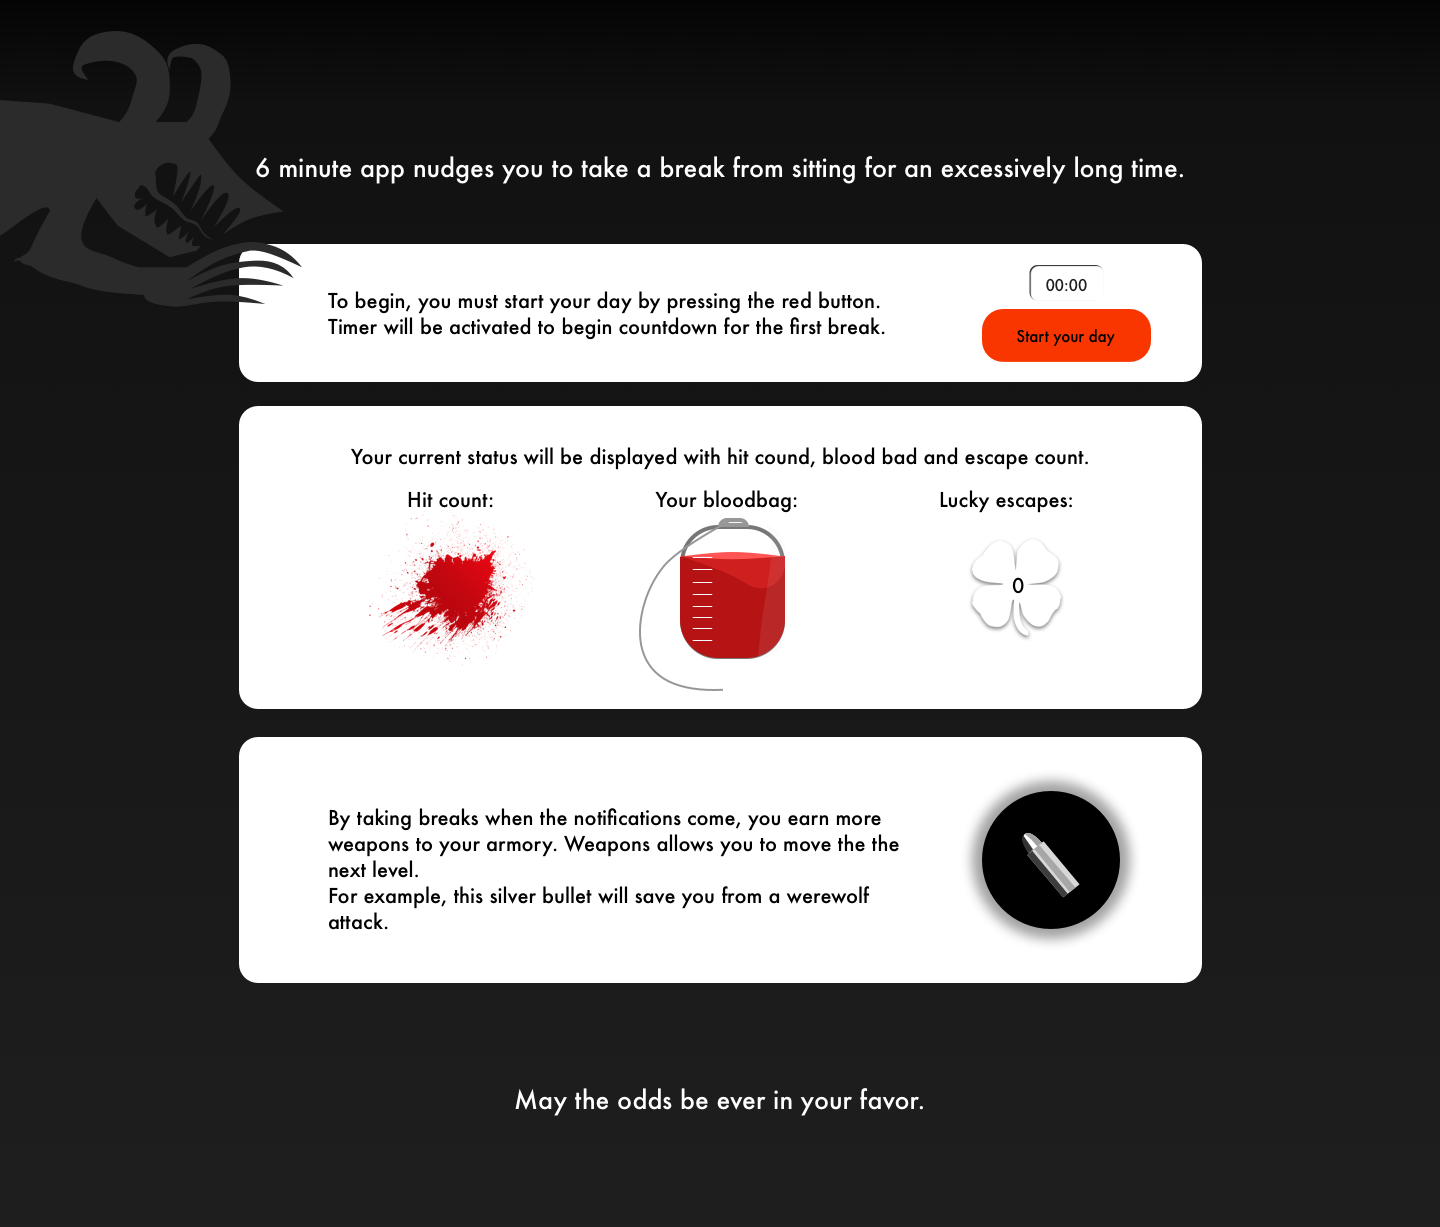 6 minute app nudges you to take a break from sitting for an excessively long time.
To begin, you must start your day by pressing the red button.
Timer will be activated to begin countdown for the first break.
00:00
Start your day
Your current status will be displayed with hit cound, blood bad and escape count.
Hit count:
Your bloodbag:
Lucky escapes:
0
By taking breaks when the notifications come, you earn more
weapons to your armory. Weapons allows you to move the the
next level.
For example, this silver bullet will save you from a werewolf
attack.
May the odds be ever in your favor.